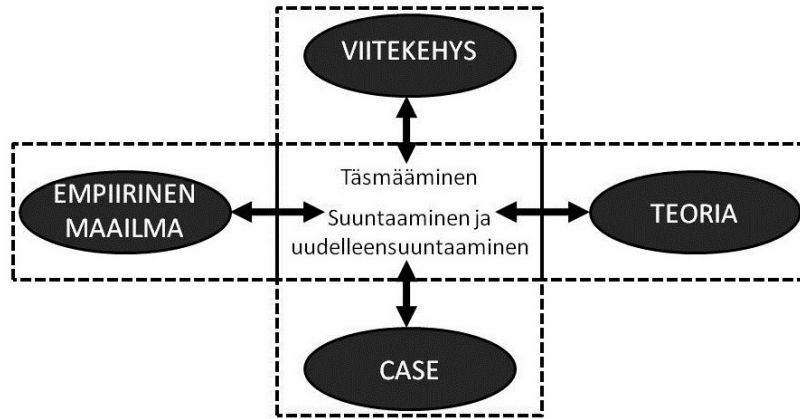 VIITEKEHYS
Täsmääminen
EMPIIRINEN
MAAILMA
Suuntaaminen ja
uudelleensuuntaaminen
TEORIA
CASE